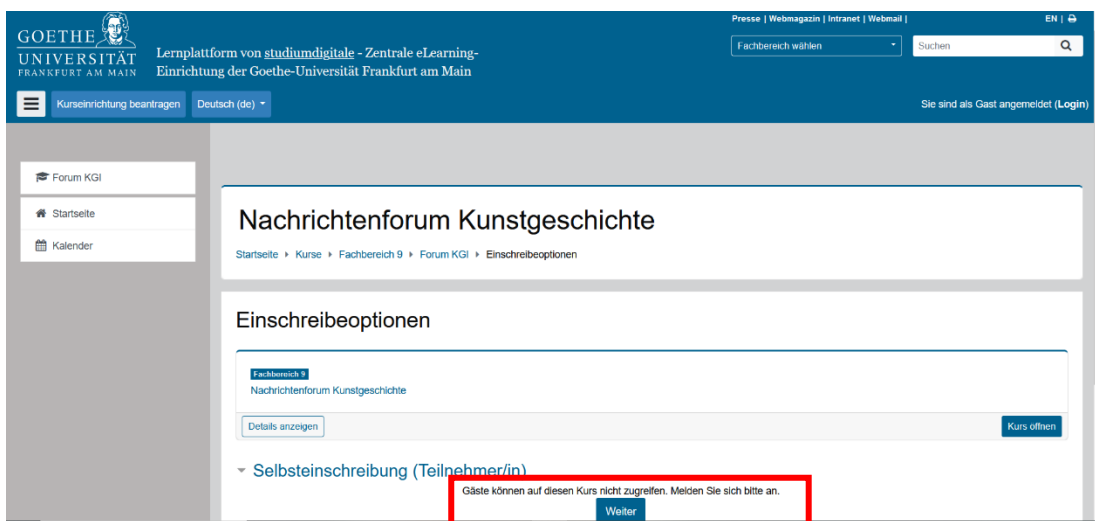 Presse | Webmagazin | Intranet | Webmail |
EN |
GOETHE
UNIVERSITÄT
FRANKFURT AM MAIN
Lernplattform von studiumdigitale - Zentrale eLearning-
Einrichtung der Goethe-Universität Frankfurt am Main
Fachbereich wählen
Suchen
Kurseinrichtung beantragen
Deutsch (de)
Sie sind als Gast angemeldet (Login)
Forum KGI
Startseite
Kalender
Nachrichtenforum Kunstgeschichte
Startseite Kurse Fachbereich 9 Forum KGI Einschreibeoptionen
Einschreibeoptionen
Fachbereich 9
Nachrichtenforum Kunstgeschichte
Details anzeigen
Kurs öffnen
Selbsteinschreibung (Teilnehmer/in)
Gäste können auf diesen Kurs nicht zugreifen. Melden Sie sich bitte an.
Weiter